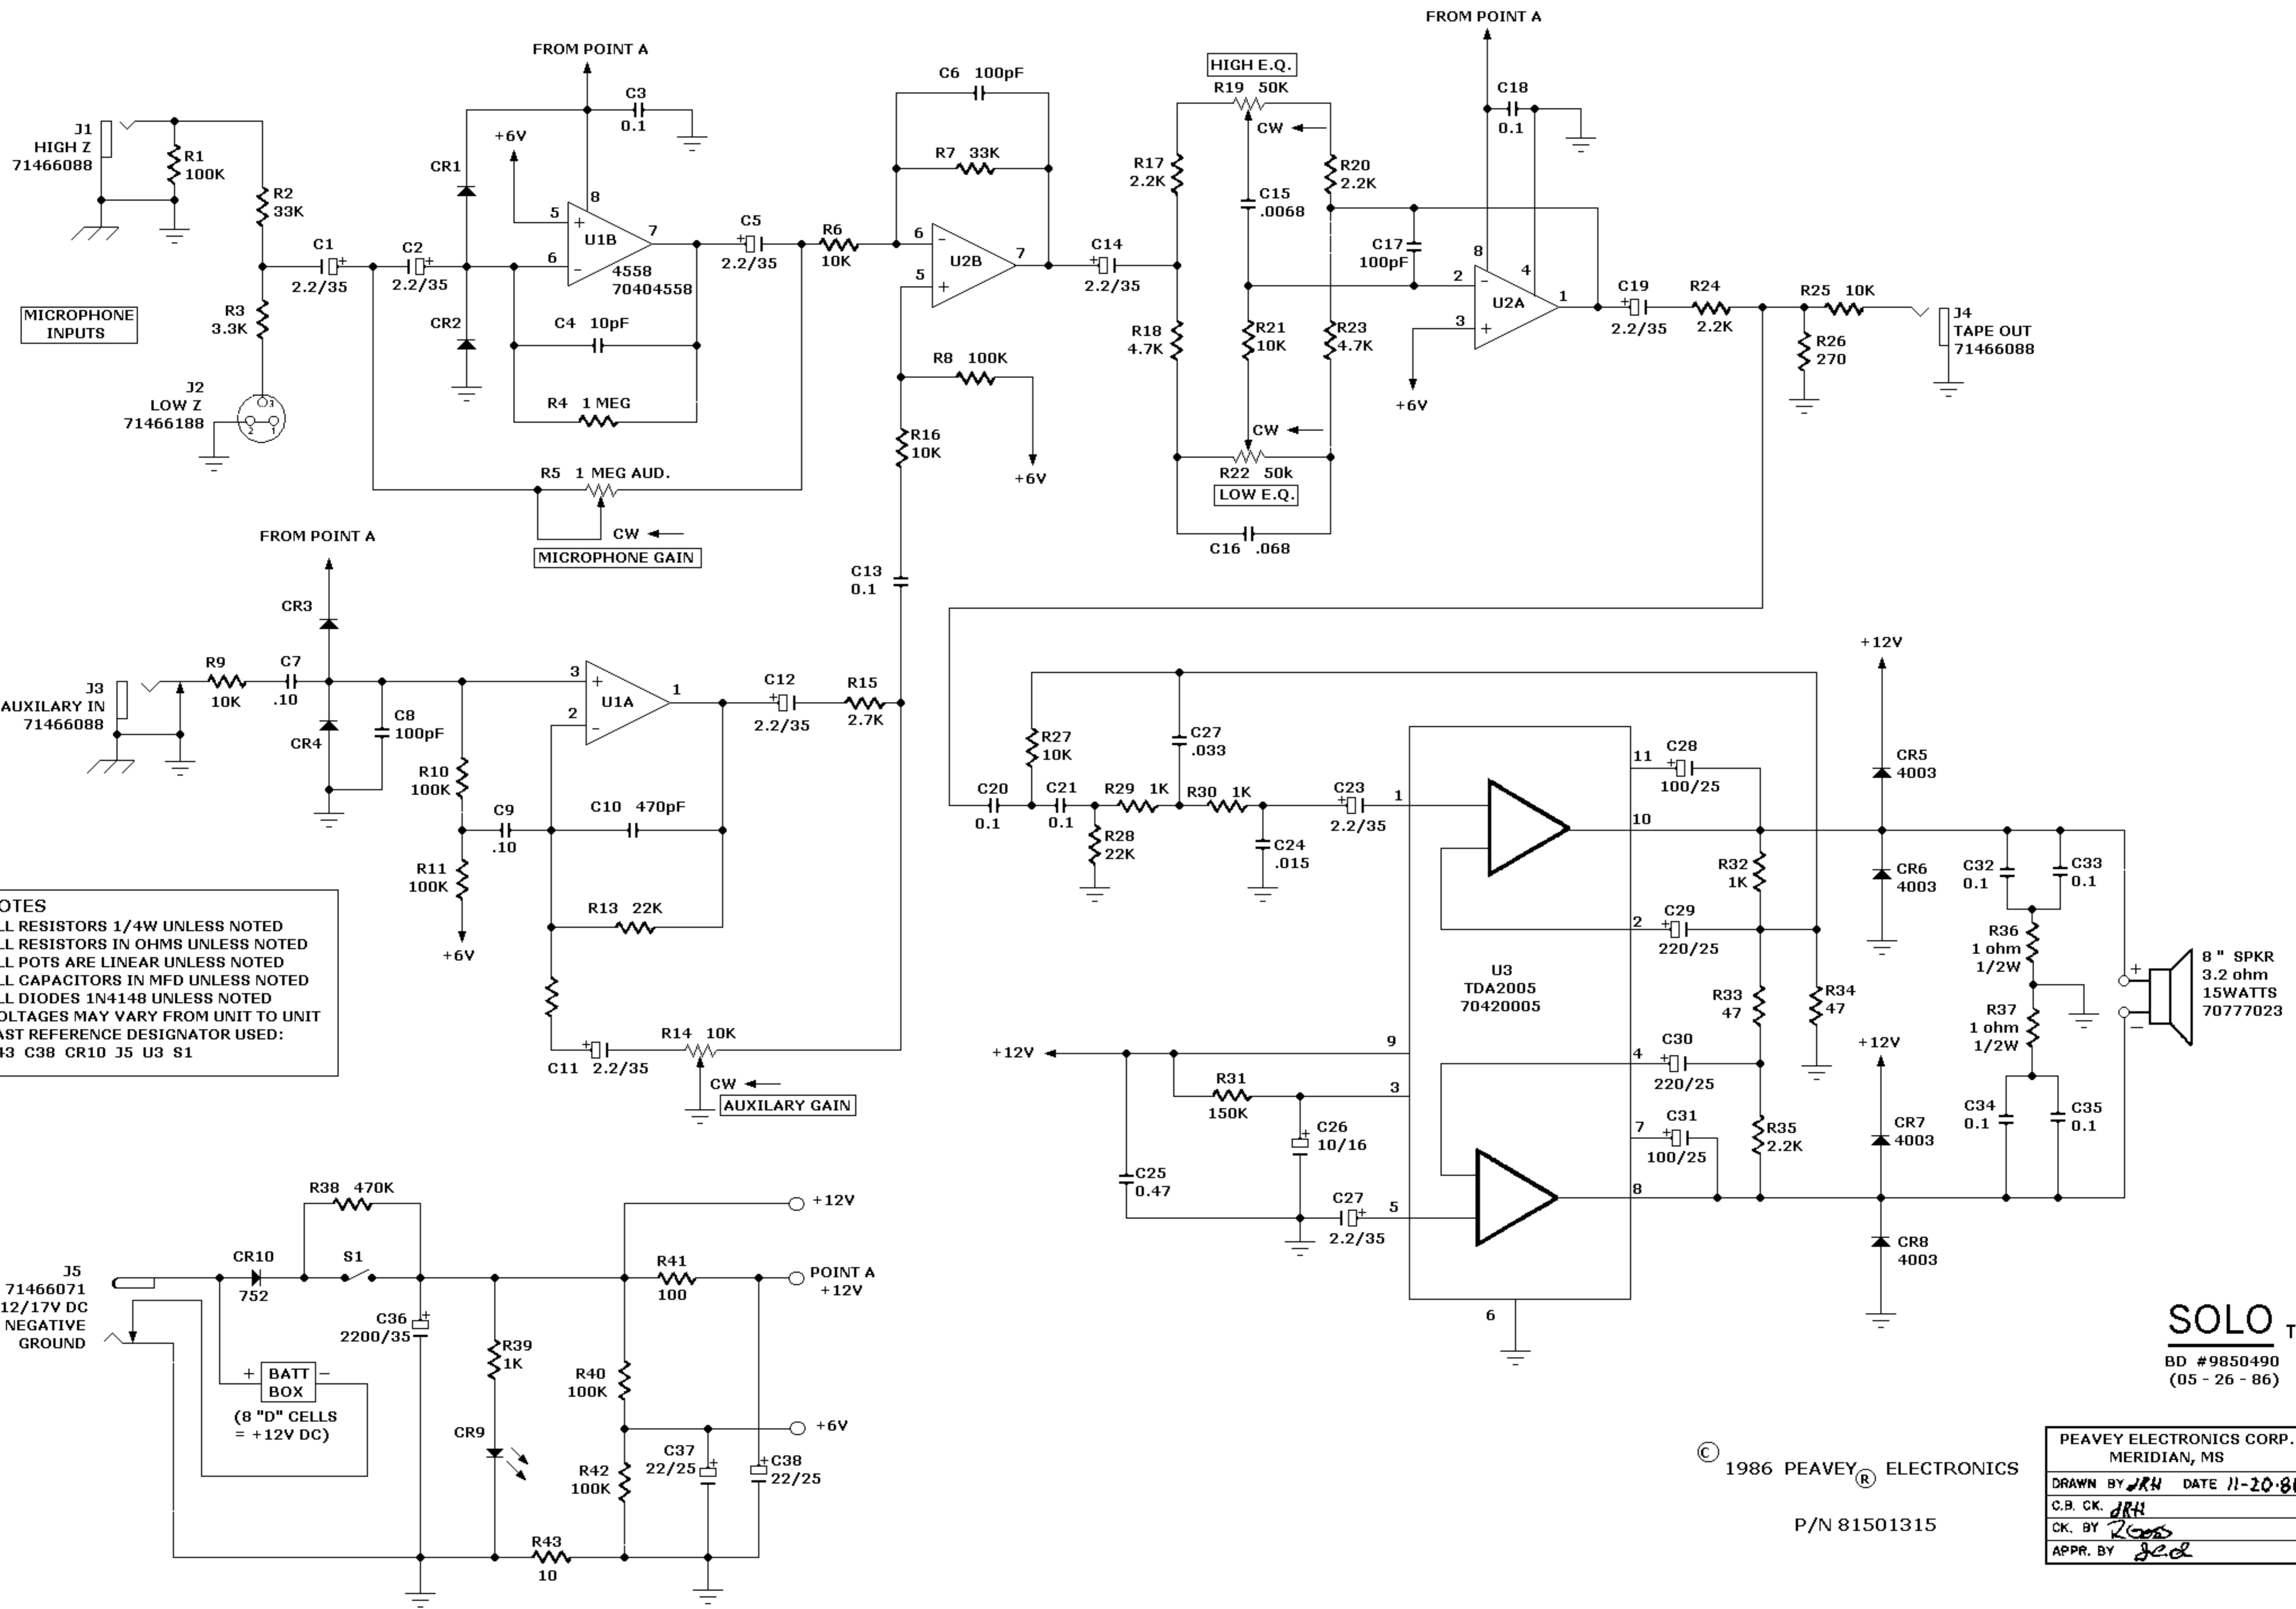 FROM POINT A
FROM POINT A
C6 100pF
HIGH E.Q.
R19 50K
CW
C3
0.1
C18
0.1
J1
HIGH Z
71466088
R1
100K
+6V
CR1
R7 33K
R17
2.2K
R20
2.2K
R2
33K
8
5
+
U1B
7
6
−
4558
70404558
C5
+
2.2/35
R6
10K
6
−
U2B
7
5
+
C14
+
2.2/35
C15
.0068
C17
100pF
8
4
2
−
U2A
1
3
+
+6V
C19
+
2.2/35
R24
2.2K
R25 10K
R26
270
J4
TAPE OUT
71466088
C1
+
2.2/35
C2
+
2.2/35
MICROPHONE
INPUTS
R3
3.3K
CR2
C4 10pF
R18
4.7K
R21
10K
R23
4.7K
J2
LOW Z
71466188
3
2
1
R4 1 MEG
R8 100K
+6V
R16
10K
CW
R22 50k
LOW E.Q.
C16 .068
R5 1 MEG AUD.
CW
MICROPHONE GAIN
FROM POINT A
CR3
C13
0.1
J3
AUXILARY IN
71466088
R9
10K
C7
.10
CR4
C8
100pF
3
+
U1A
1
2
−
C12
+
2.2/35
R15
2.7K
R10
100K
C9
.10
C10 470pF
R11
100K
+6V
R13 22K
C11
+
2.2/35
R14 10K
CW
AUXILARY GAIN
OTES
LL RESISTORS 1/4W UNLESS NOTED
LL RESISTORS IN OHMS UNLESS NOTED
LL POTS ARE LINEAR UNLESS NOTED
LL CAPACITORS IN MFD UNLESS NOTED
LL DIODES 1N4148 UNLESS NOTED
OLTAGES MAY VARY FROM UNIT TO UNIT
AST REFERENCE DESIGNATOR USED:
43 C38 CR10 J5 U3 S1
R27
10K
C27
.033
C20
0.1
C21
0.1
R29 1K
R30 1K
R28
22K
C24
.015
C23
+
2.2/35
1
11
C28
+
100/25
10
2
C29
+
220/25
U3
TDA2005
70420005
+12V
9
R31
150K
3
C26
+
10/16
C25
0.47
C27
+
2.2/35
5
4
C30
+
220/25
7
C31
+
100/25
8
6
R32
1K
R33
47
R34
47
R35
2.2K
+12V
CR5
4003
CR6
4003
+12V
CR7
4003
CR8
4003
C32
0.1
C33
0.1
R36
1 ohm
1/2W
R37
1 ohm
1/2W
C34
0.1
C35
0.1
+
−
8 " SPKR
3.2 ohm
15WATTS
70777023
R38 470K
J5
71466071
12/17V DC
NEGATIVE
GROUND
CR10
752
S1
C36
+
2200/35
+ BATT −
BOX
(8 "D" CELLS
= +12V DC)
R39
1K
CR9
R41
100
+12V
POINT A
+12V
R40
100K
+6V
R42
100K
C37
+
22/25
+
C38
22/25
R43
10
SOLO T
BD #9850490
(05 - 26 - 86)
© 1986 PEAVEY ® ELECTRONICS
P/N 81501315
PEAVEY ELECTRONICS CORP.
MERIDIAN, MS
DRAWN BY JRH DATE 11-20-8
C.B. CK. JRH
CK. BY
APPR. BY